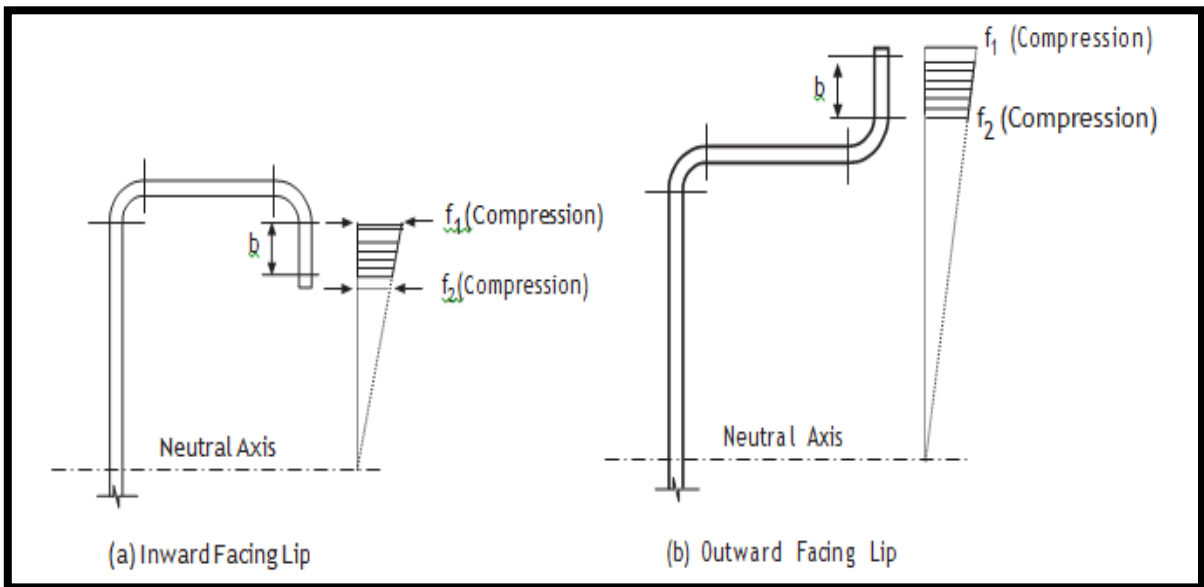 b
f1(Compression)
f2(Compression)
Neutral Axis
(a) Inward Facing Lip
b
f1 (Compression)
f2 (Compression)
Neutral Axis
(b) Outward Facing Lip